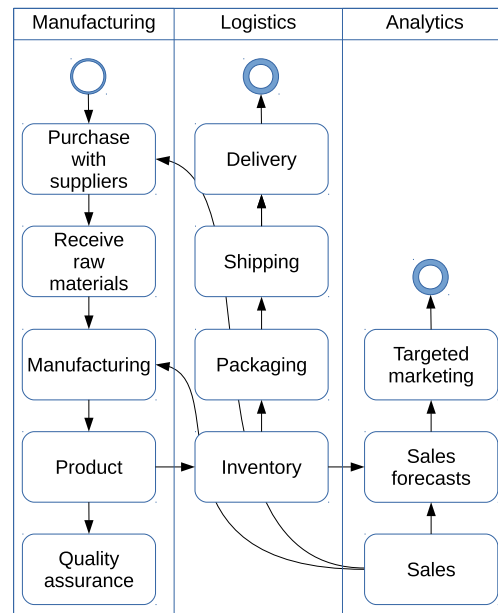 Manufacturing
Logistics
Analytics
Purchase
with
suppliers
Receive
raw
materials
Manufacturing
Product
Quality
assurance
Delivery
Shipping
Packaging
Inventory
Targeted
marketing
Sales
forecasts
Sales